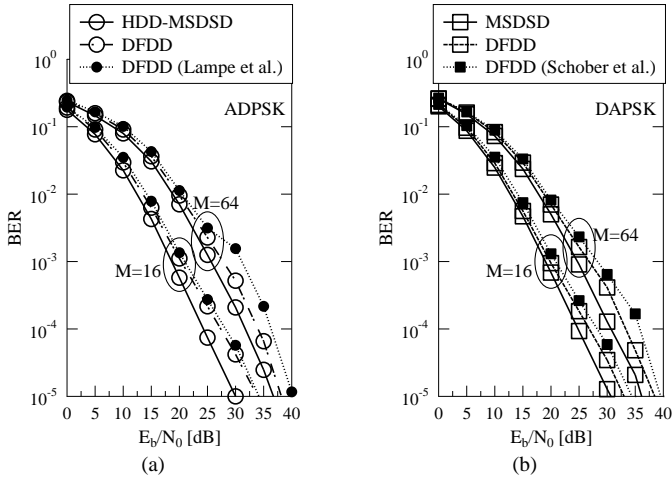 HDD-MSDSD
DFDD
DFDD (Lampe et al.)
10^0
ADPSK
10^-1
10^-2
M=64
BER
10^-3
M=16
10^-4
10^-5
0 5 10 15 20 25 30 35 40
E_b/N_0 [dB]
(a)
MSDSD
DFDD
DFDD (Schober et al.)
10^0
DAPSK
10^-1
10^-2
M=64
BER
10^-3
M=16
10^-4
10^-5
0 5 10 15 20 25 30 35 40
E_b/N_0 [dB]
(b)